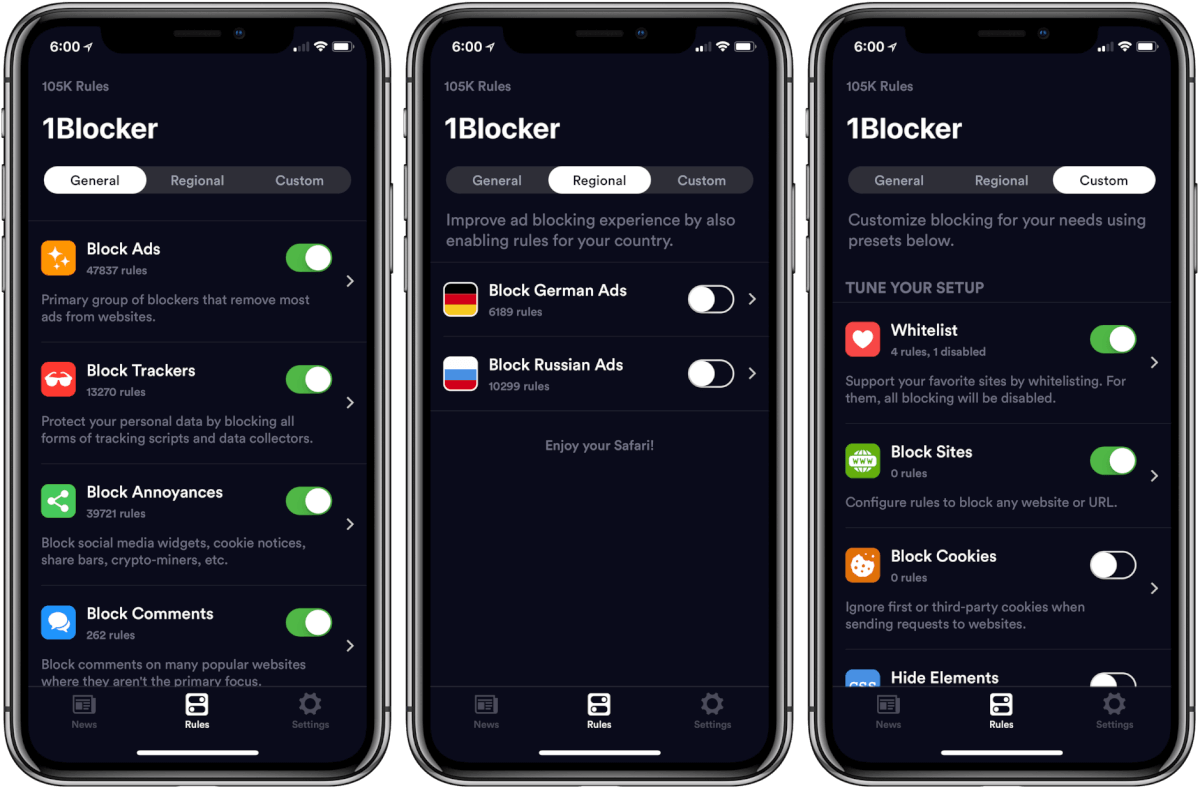 6:00
105K Rules
1Blocker
General Regional Custom
Block Ads
47837 rules
Primary group of blockers that remove most
ads from websites.
Block Trackers
13270 rules
Protect your personal data by blocking all
forms of tracking scripts and data collectors.
Block Annoyances
39721 rules
Block social media widgets, cookie notices,
share bars, crypto-miners, etc.
Block Comments
262 rules
Block comments on many popular websites
where they aren't the primary focus.
News Rules Settings
6:00
105K Rules
1Blocker
General Regional Custom
Improve ad blocking experience by also
enabling rules for your country.
Block German Ads
6189 rules
Block Russian Ads
10299 rules
Enjoy your Safari!
News Rules Settings
6:00
105K Rules
1Blocker
General Regional Custom
Customize blocking for your needs using
presets below.
TUNE YOUR SETUP
Whitelist
4 rules, 1 disabled
Support your favorite sites by whitelisting. For
them, all blocking will be disabled.
WWW
Block Sites
0 rules
Configure rules to block any website or URL.
Block Cookies
0 rules
Ignore first or third-party cookies when
sending requests to websites.
CSS
Hide Elements
News Rules Settings